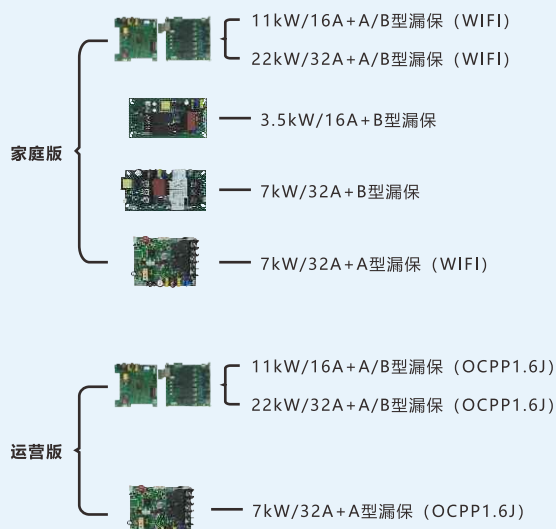 11kW/16A+A/B型漏保 (WIFI)
22kW/32A+A/B型漏保 (WIFI)
3.5kW/16A+B型漏保
家庭版
7kW/32A+B型漏保
7kW/32A+A型漏保 (WIFI)
11kW/16A+A/B型漏保 (OCPP1.6J)
22kW/32A+A/B型漏保 (OCPP1.6J)
运营版
7kW/32A+A型漏保 (OCPP1.6J)